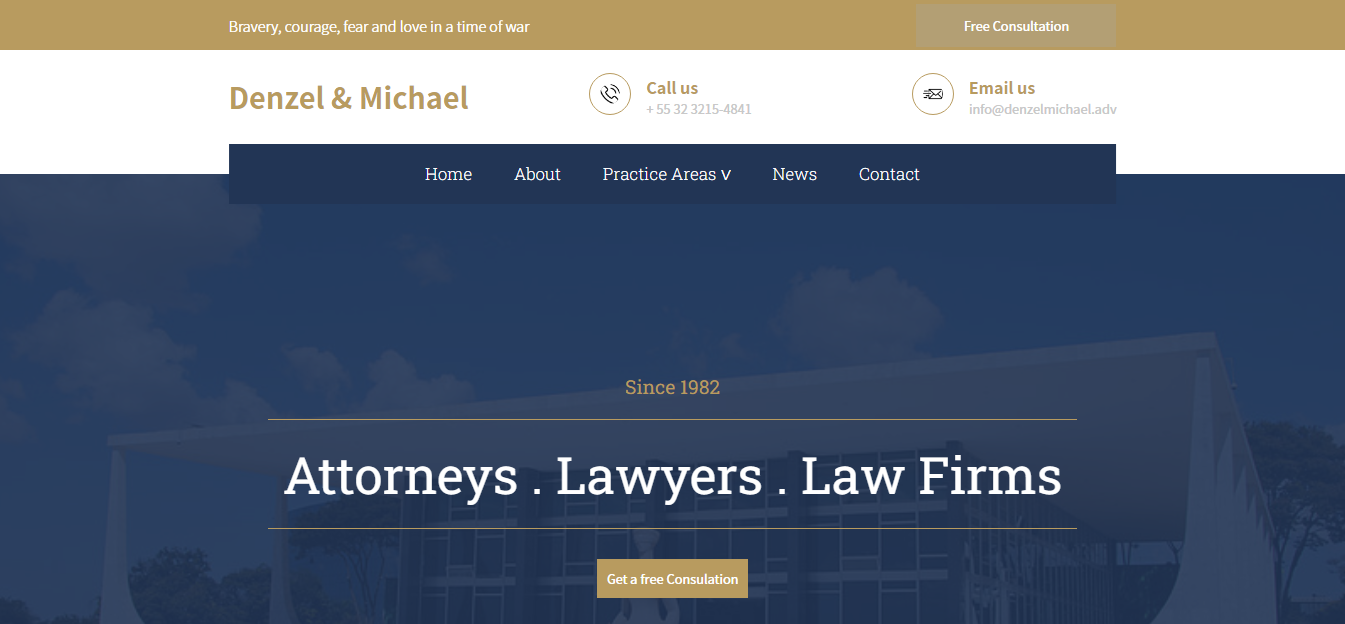 Bravery, courage, fear and love in a time of war
Free Consultation
Denzel & Michael
Call us
+ 55 32 3215-4841
Email us
info@denzelmichael.adv
Home About Practice Areas V News Contact
Since 1982
Attorneys . Lawyers . Law Firms
Get a free Consulation